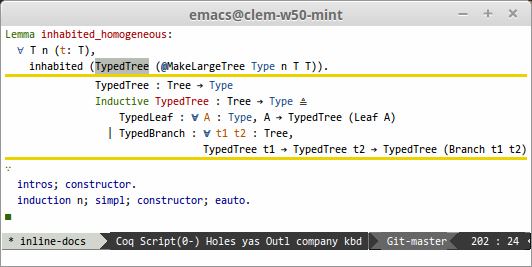 emacs@clem-w50-mint
Lemma inhabited_homogeneous:
∀ T n (t: T),
inhabited (TypedTree (@MakeLargeTree Type n T T)).
TypedTree : Tree → Type
Inductive TypedTree : Tree → Type ≜
TypedLeaf : ∀ A : Type, A → TypedTree (Leaf A)
| TypedBranch : ∀ t1 t2 : Tree,
TypedTree t1 → TypedTree t2 → TypedTree (Branch t1 t2)
∵
intros; constructor.
induction n; simpl; constructor; eauto.
■
* inline-docs Coq Script(0-) Holes yas Outl company kbd Git-master 202 : 24